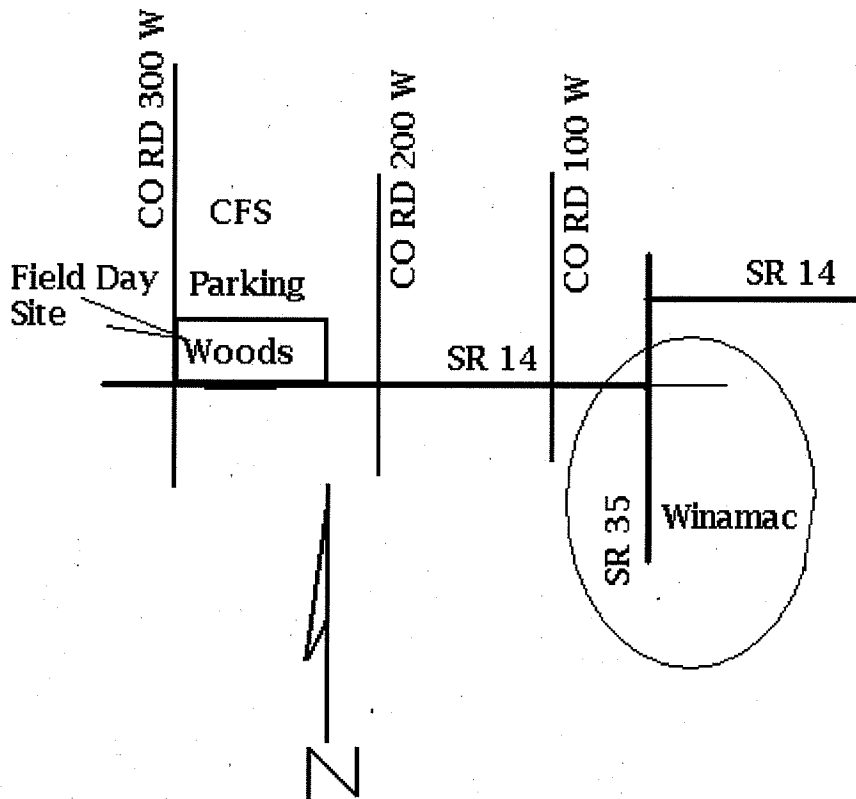 CO RD 300 W
CO RD 200 W
CO RD 100 W
CFS
SR 14
Field Day
Site
Parking
Woods
SR 14
SR 35
Winamac
N